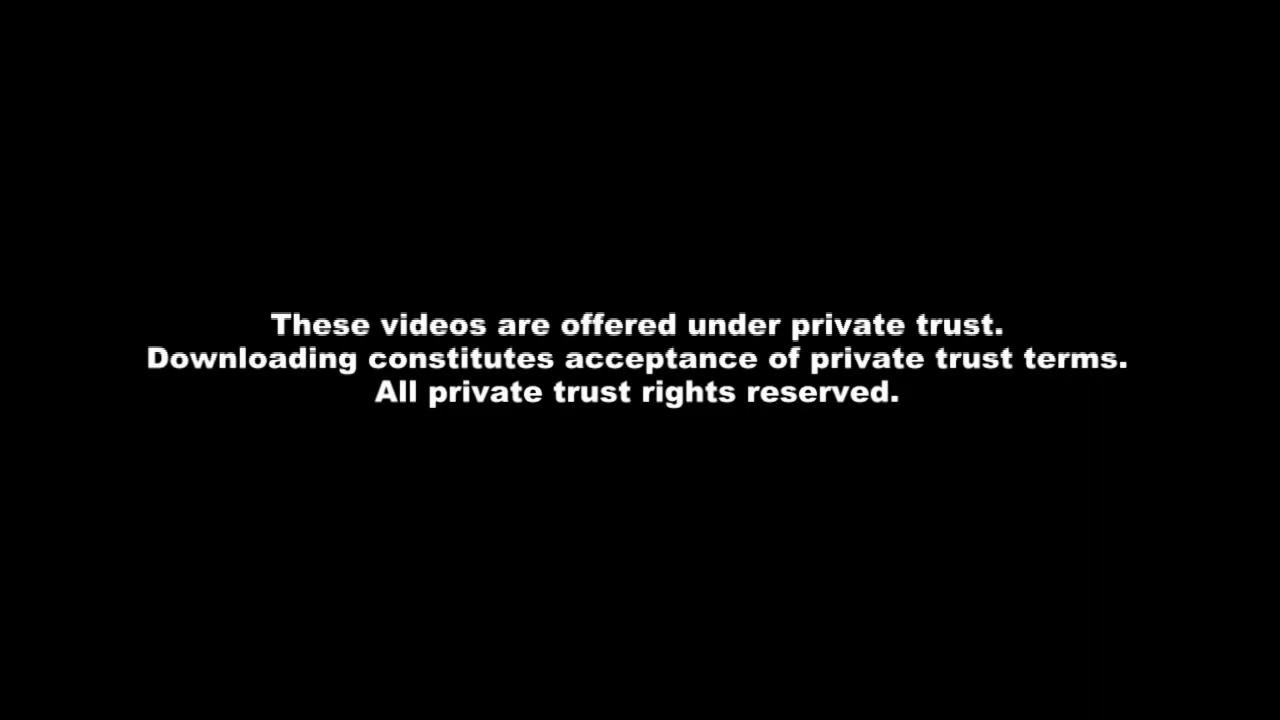 These videos are offered under private trust.
Downloading constitutes acceptance of private trust terms.
All private trust rights reserved.